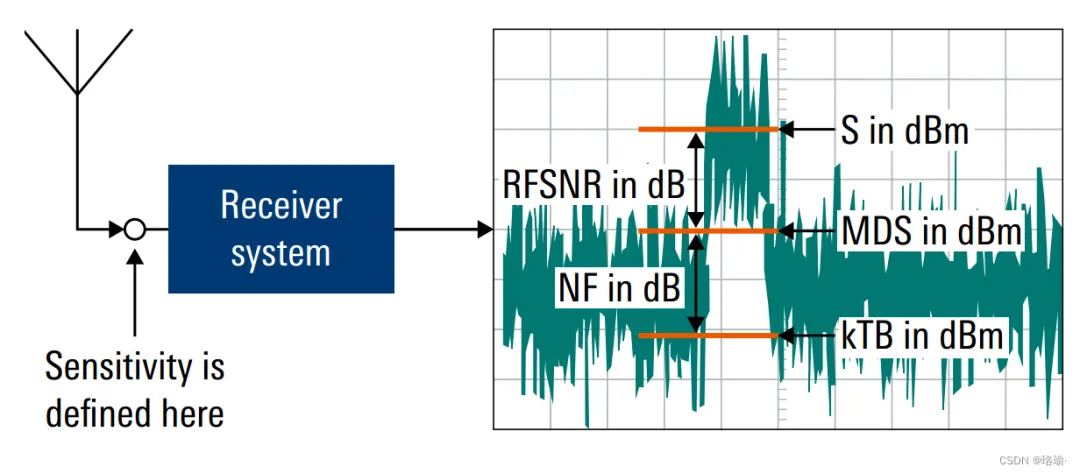 Receiver
system
Sensitivity is
defined here
S in dBm
RFSNR in dB
MDS in dBm
NF in dB
kTB in dBm
CSDN @珞瑜·